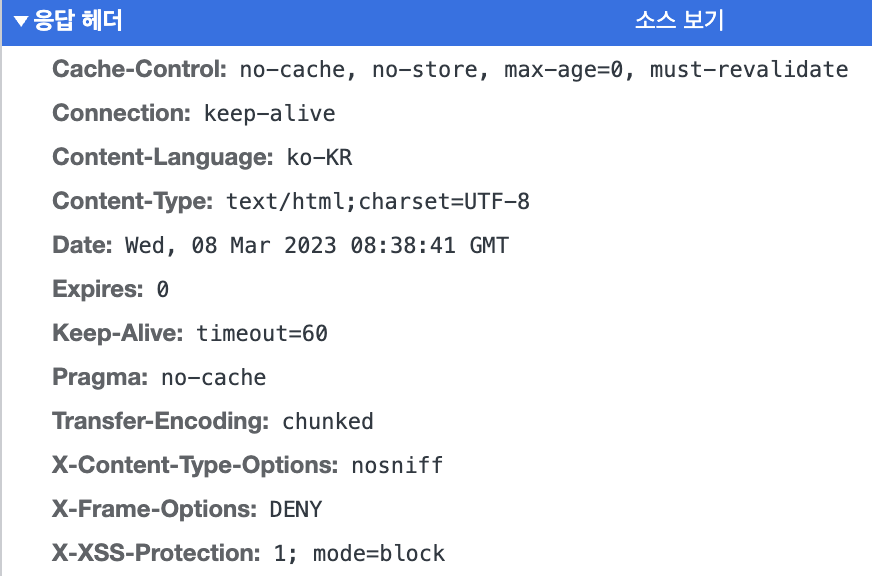 ▼응답 헤더 소스 보기
Cache-Control: no-cache, no-store, max-age=0, must-revalidate
Connection: keep-alive
Content-Language: ko-KR
Content-Type: text/html;charset=UTF-8
Date: Wed, 08 Mar 2023 08:38:41 GMT
Expires: 0
Keep-Alive: timeout=60
Pragma: no-cache
Transfer-Encoding: chunked
X-Content-Type-Options: nosniff
X-Frame-Options: DENY
X-XSS-Protection: 1; mode=block